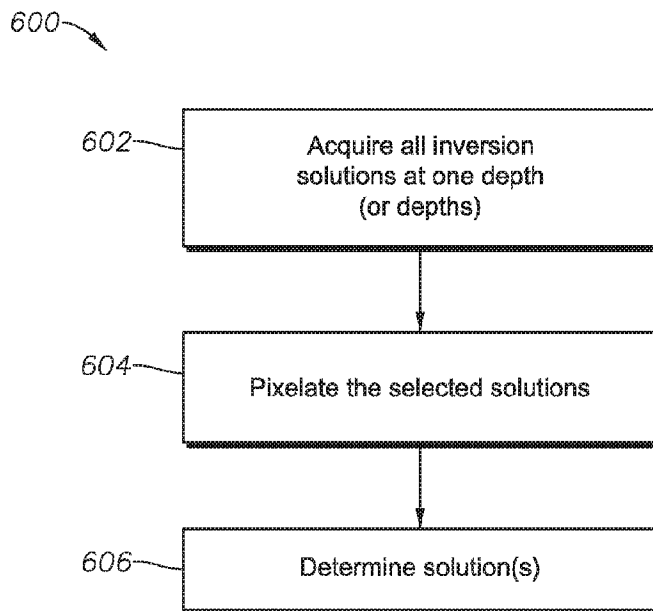 600
602
Acquire all inversion
solutions at one depth
(or depths)
604
Pixelate the selected solutions
606
Determine solution(s)